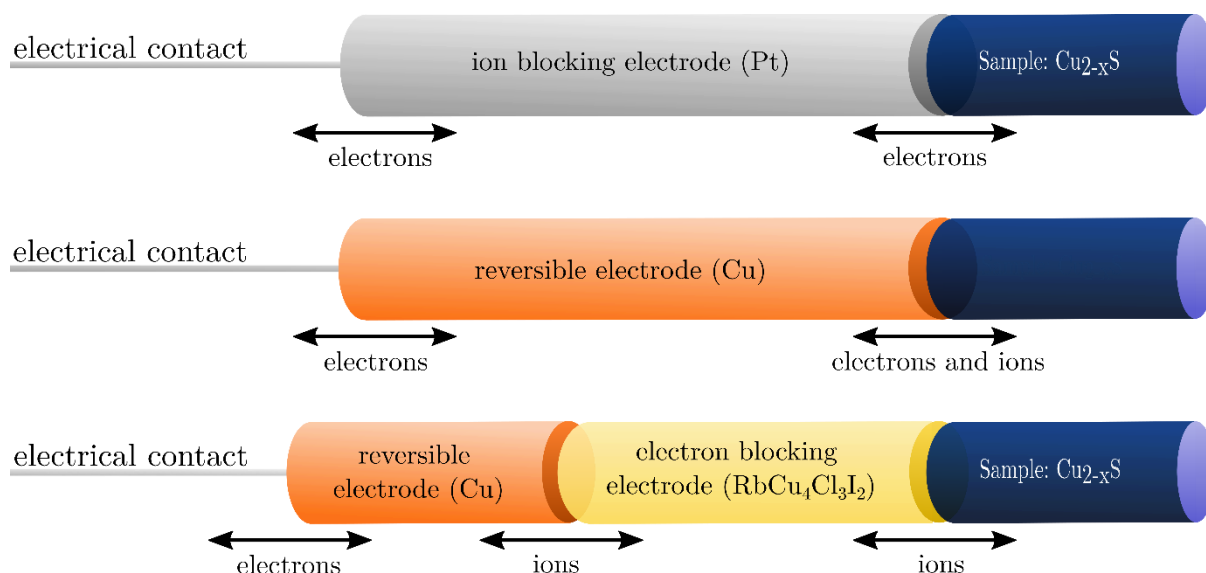 electrical contact
ion blocking electrode (Pt)
Sample: Cu₂₋ₓS
electrons
electrons
electrical contact
reversible electrode (Cu)
electrons
electrons and ions
electrical contact
reversible
electrode (Cu)
electron blocking
electrode (RbCu₄Cl₃I₂)
Sample: Cu₂₋ₓS
electrons
ions
ions